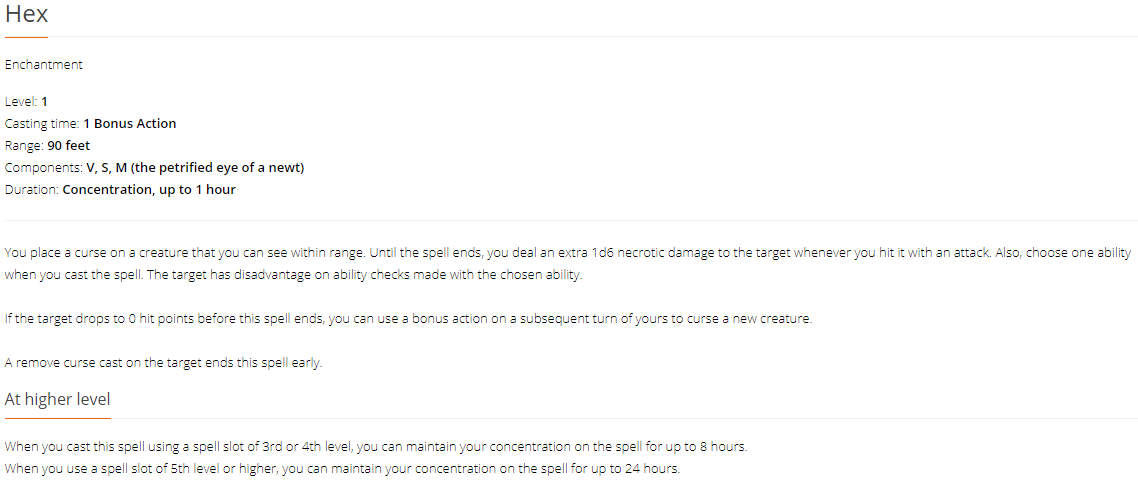 Hex
Enchantment
Level: 1
Casting time: 1 Bonus Action
Range: 90 feet
Components: V, S, M (the petrified eye of a newt)
Duration: Concentration, up to 1 hour
You place a curse on a creature that you can see within range. Until the spell ends, you deal an extra 1d6 necrotic damage to the target whenever you hit it with an attack. Also, choose one ability
when you cast the spell. The target has disadvantage on ability checks made with the chosen ability.
If the target drops to 0 hit points before this spell ends, you can use a bonus action on a subsequent turn of yours to curse a new creature.
A remove curse cast on the target ends this spell early.
At higher level
When you cast this spell using a spell slot of 3rd or 4th level, you can maintain your concentration on the spell for up to 8 hours.
When you use a spell slot of 5th level or higher, you can maintain your concentration on the spell for up to 24 hours.